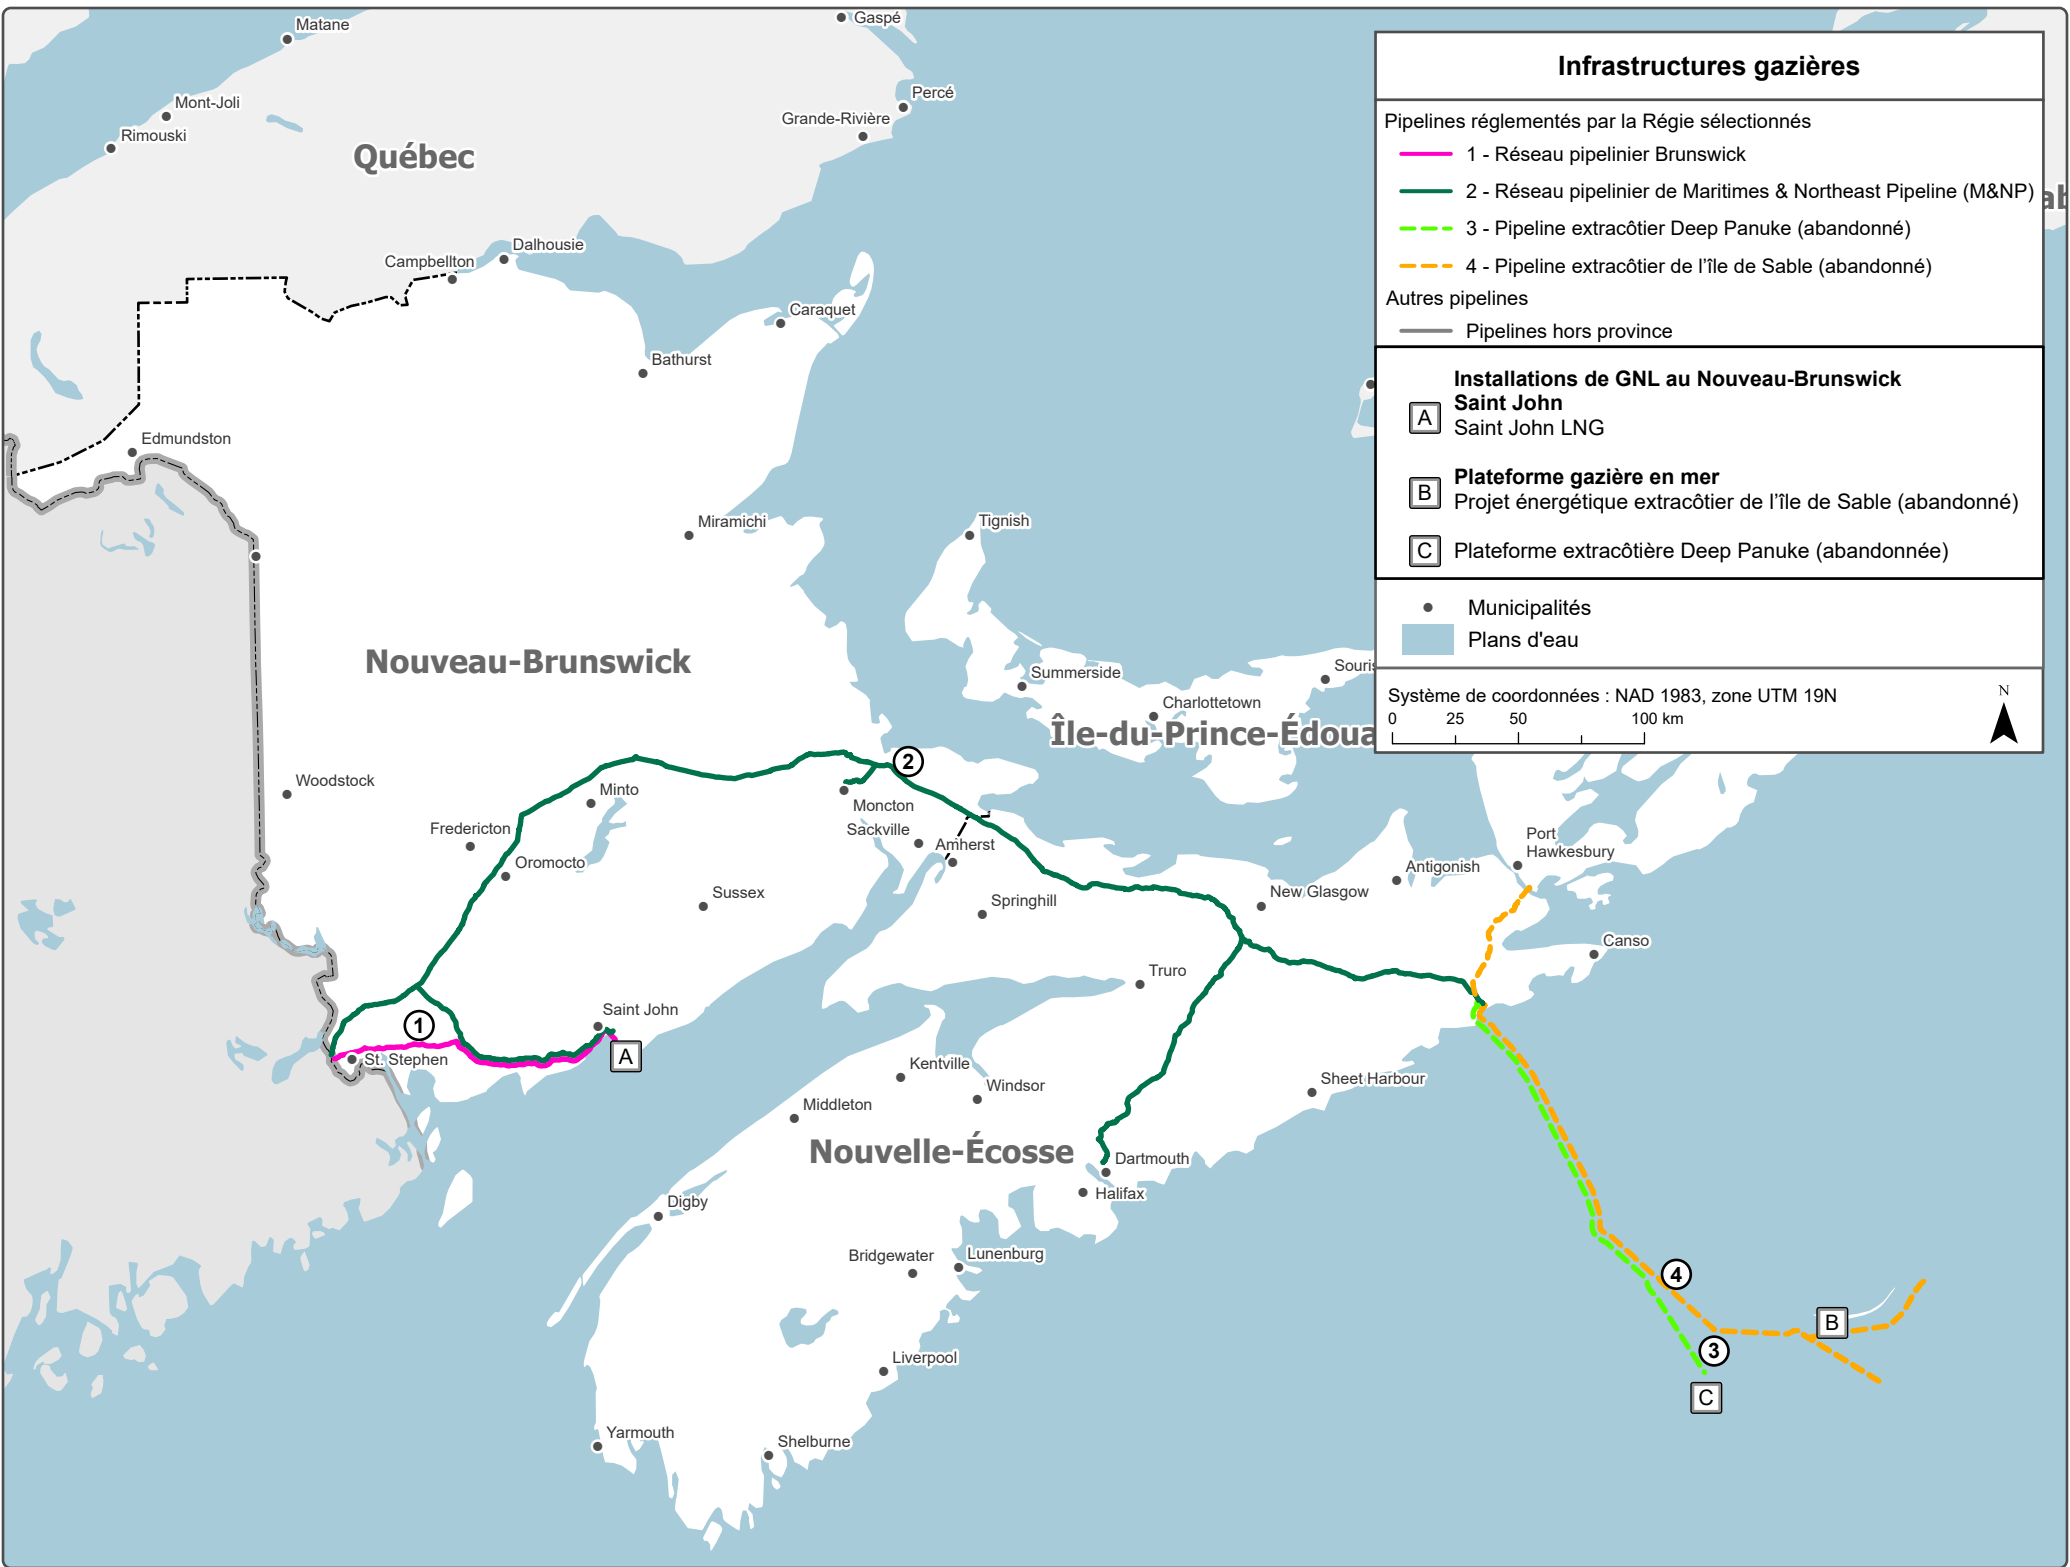 Matane
Gaspé
Mont-Joli
Rimouski
Percé
Grande-Rivière
Québec
Dalhousie
Campbellton
Caraquet
Bathurst
Edmundston
Miramichi
Tignish
Nouveau-Brunswick
Summerside
Souris
Charlottetown
Île-du-Prince-Édoua
2
Woodstock
Minto
Moncton
Fredericton
Sackville
Amherst
Oromocto
Port
Hawkesbury
Antigonish
Sussex
New Glasgow
Springhill
Canso
Truro
Saint John
1
St. Stephen
A
Kentville
Windsor
Sheet Harbour
Middleton
Nouvelle-Écosse
Dartmouth
Halifax
Digby
Bridgewater
Lunenburg
4
B
3
C
Liverpool
Yarmouth
Shelburne
Infrastructures gazières
Pipelines réglementés par la Régie sélectionnés
1 - Réseau pipelinier Brunswick
2 - Réseau pipelinier de Maritimes & Northeast Pipeline (M&NP)
3 - Pipeline extracôtier Deep Panuke (abandonné)
4 - Pipeline extracôtier de l'île de Sable (abandonné)
Autres pipelines
Pipelines hors province
Installations de GNL au Nouveau-Brunswick
Saint John
A Saint John LNG
Plateforme gazière en mer
B Projet énergétique extracôtier de l'île de Sable (abandonné)
C Plateforme extracôtière Deep Panuke (abandonnée)
Municipalités
Plans d'eau
Système de coordonnées : NAD 1983, zone UTM 19N
0 25 50 100 km
N